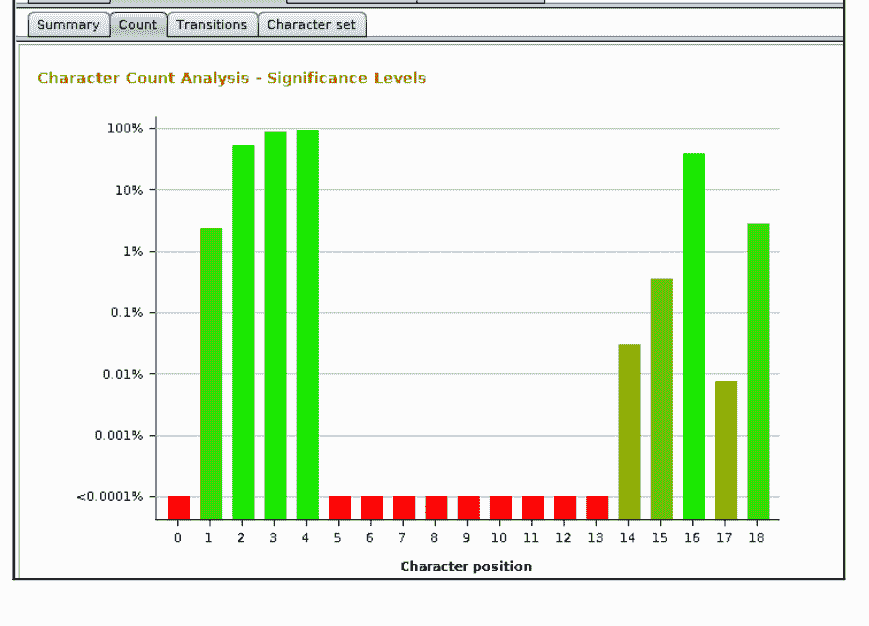 Summary Count Transitions Character set
Character Count Analysis - Significance Levels
100%
10%
1%
0.1%
0.01%
0.001%
<0.0001%
0 1 2 3 4 5 6 7 8 9 10 11 12 13 14 15 16 17 18
Character position